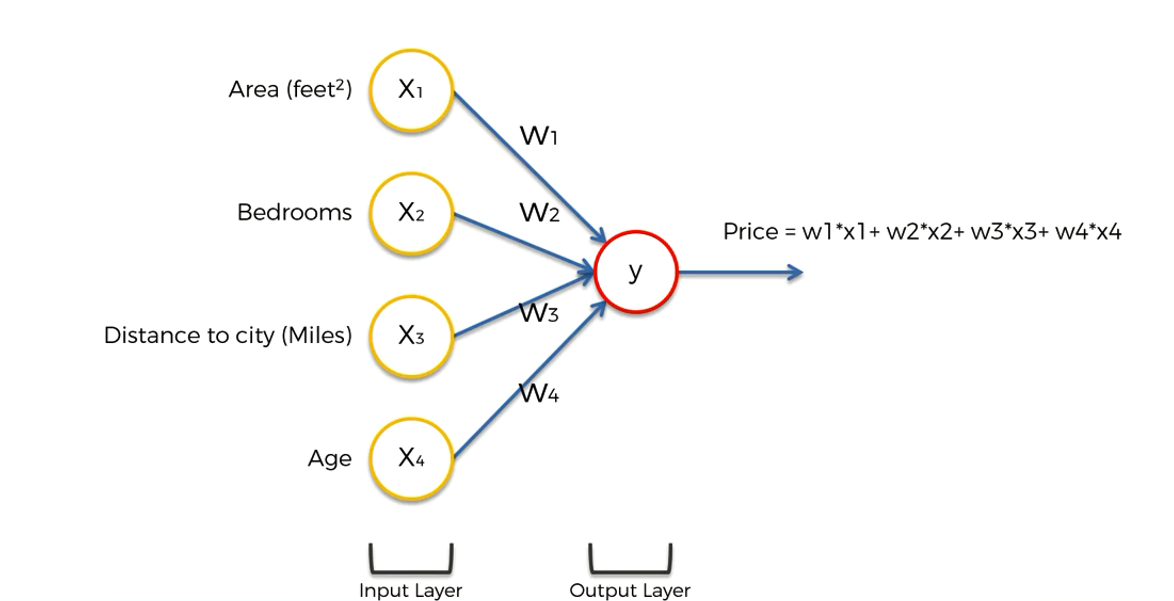 Area (feet²)
X₁
W₁
Bedrooms
X₂
W₂
Price = w1*x1+ w2*x2+ w3*x3+ w4*x4
y
W₃
Distance to city (Miles)
X₃
W₄
Age
X₄
Input Layer
Output Layer